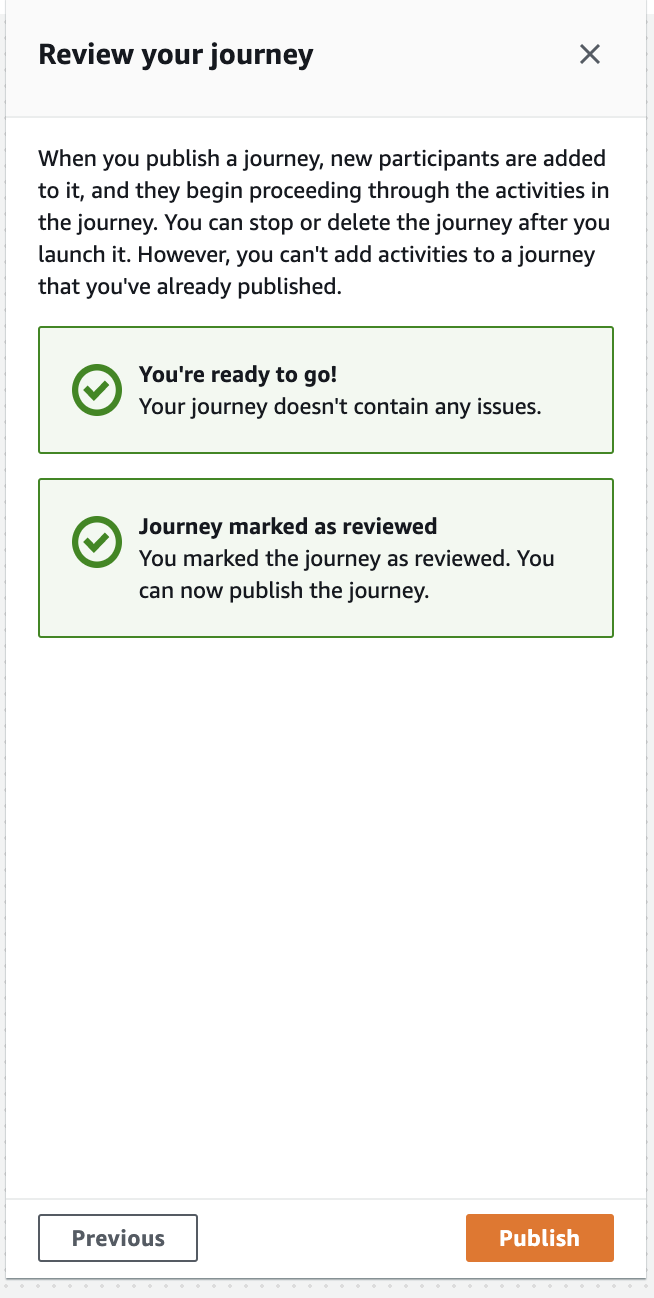 Review your journey
When you publish a journey, new participants are added
to it, and they begin proceeding through the activities in
the journey. You can stop or delete the journey after you
launch it. However, you can't add activities to a journey
that you've already published.
You're ready to go!
Your journey doesn't contain any issues.
Journey marked as reviewed
You marked the journey as reviewed. You
can now publish the journey.
Previous
Publish